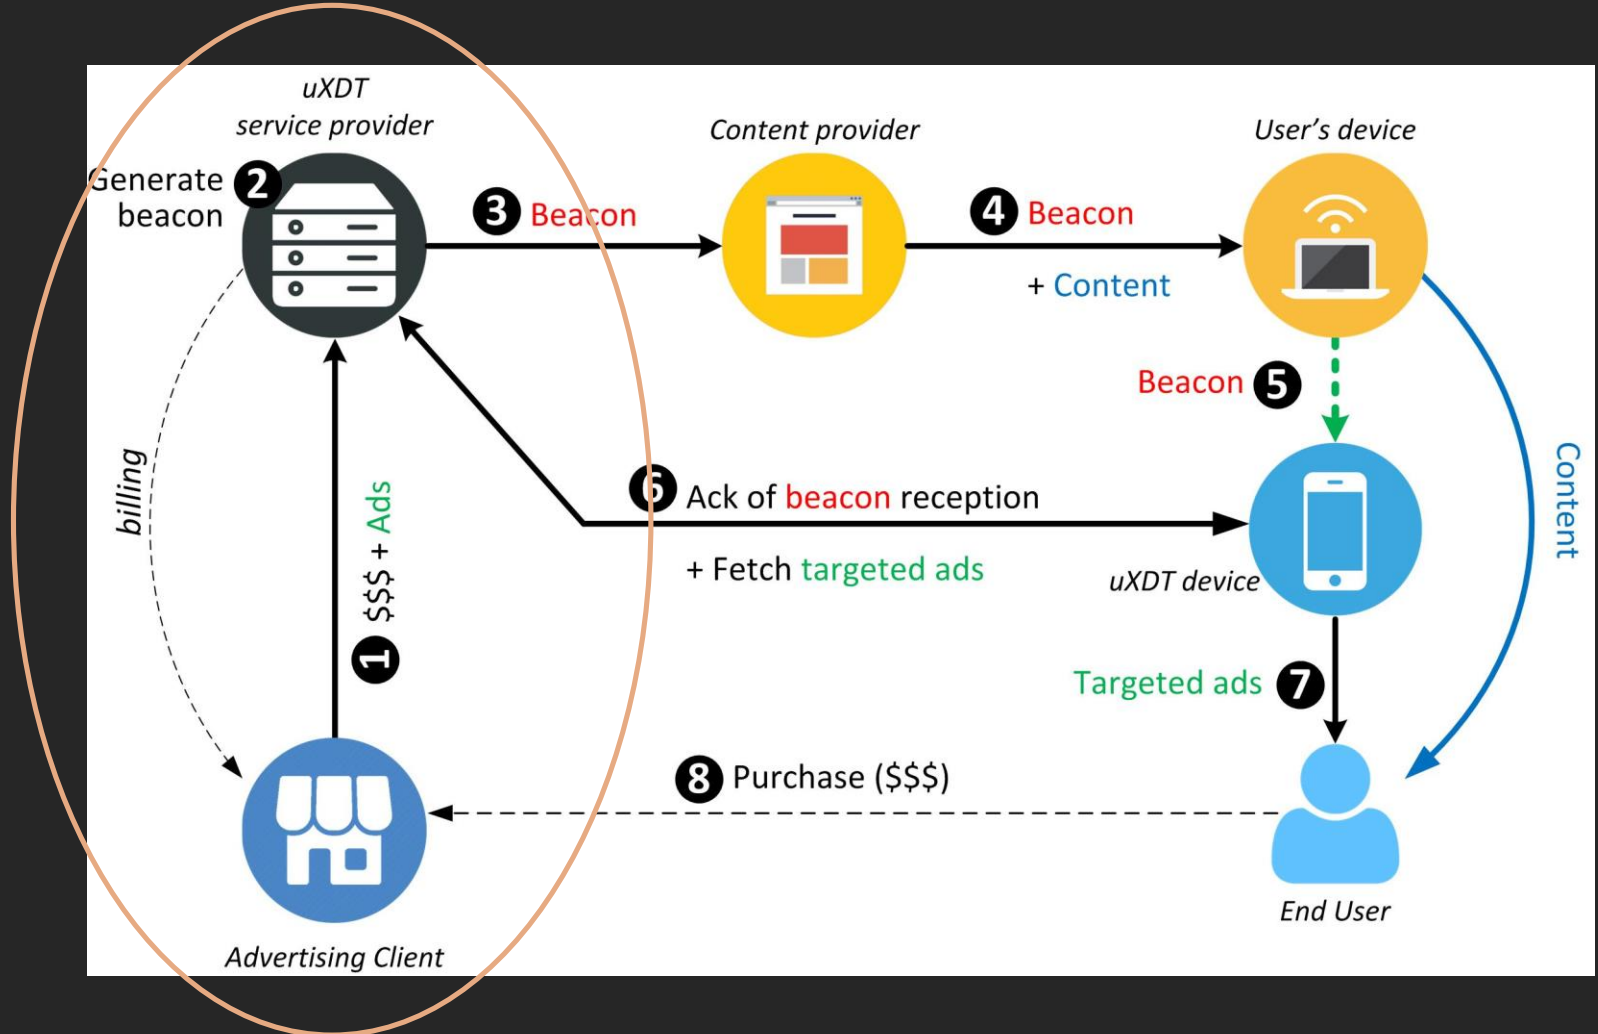 uXDT
service provider
Content provider
User's device
Generate
beacon
2
3 Beacon
4 Beacon
+ Content
Beacon 5
billing
1 $$$ + Ads
6 Ack of beacon reception
+ Fetch targeted ads
uXDT device
Content
Targeted ads 7
8 Purchase ($$$)
End User
Advertising Client